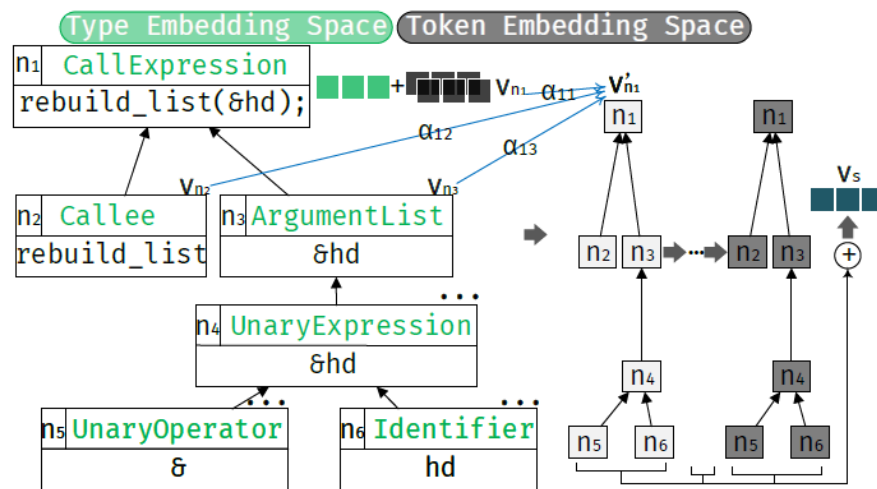 Type Embedding Space Token Embedding Space
n₁ CallExpression
rebuild_list(&hd);
+ Vn₁ α₁₁ V'n₁
α₁₂
α₁₃
n₁ n₁
Vn₂ Vn₃ Vs
n₂ Callee n₃ ArgumentList
rebuild_list &hd
n₂ n₃ ... n₂ n₃ +
...
n₄ UnaryExpression
&hd
n₄ n₄
... ...
n₅ UnaryOperator n₆ Identifier
& hd
n₅ n₆ n₅ n₆